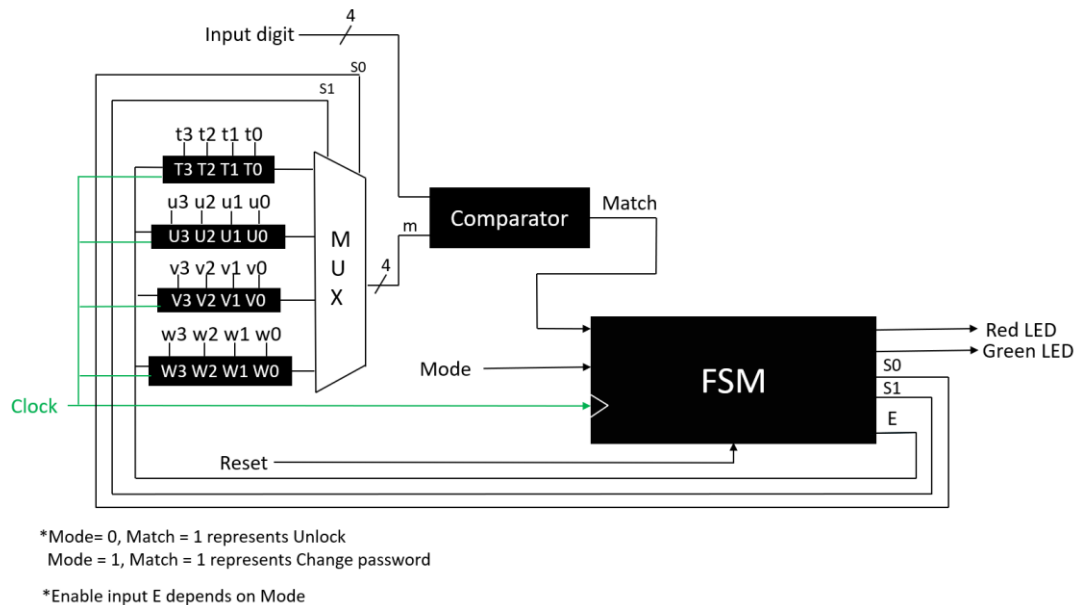 4
Input digit
S0
S1
t3 t2 t1 t0
T3 T2 T1 T0
u3 u2 u1 u0
U3 U2 U1 U0
v3 v2 v1 v0
V3 V2 V1 V0
w3 w2 w1 w0
W3 W2 W1 W0
M
U
X
4
m
Comparator
Match
Mode
Clock
Reset
FSM
Red LED
Green LED
S0
S1
E
*Mode= 0, Match = 1 represents Unlock
Mode = 1, Match = 1 represents Change password
*Enable input E depends on Mode